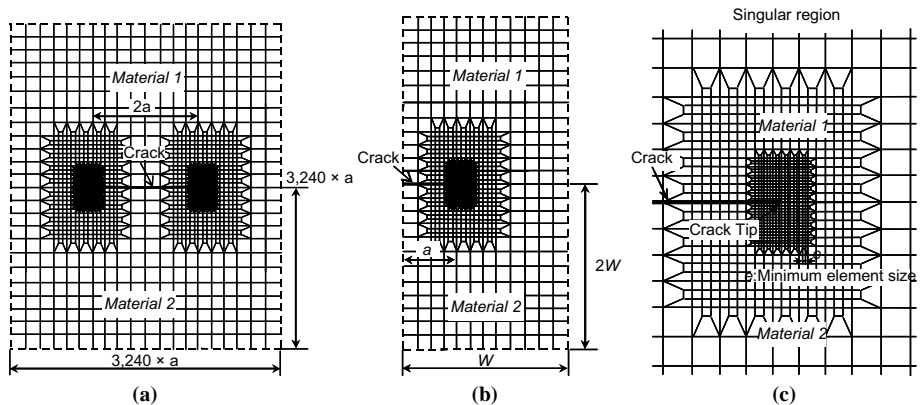 Material 1
2a
Crack
3,240 × a
Material 2
3,240 × a
(a)
Material 1
Crack
a
2W
Material 2
W
(b)
Singular region
Material 1
Crack
Crack Tip
e
e:Minimum element size
Material 2
(c)